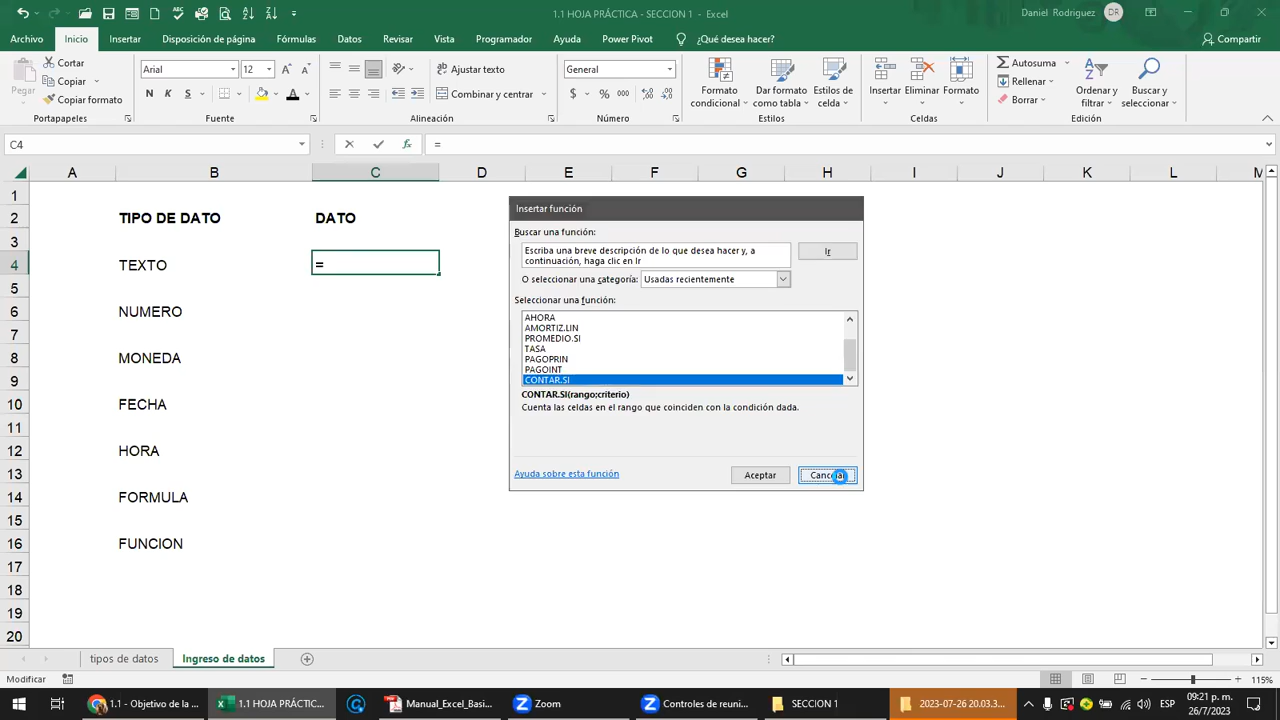 1.1 HOJA PRÁCTICA - SECCION 1 - Excel
Daniel Rodriguez DR
Archivo Inicio Insertar Disposición de página Fórmulas Datos Revisar Vista Programador Ayuda Power Pivot ¿Qué desea hacer? Compartir
Pegar
Cortar
Copiar
Copiar formato
Portapapeles
Arial 12
N K S
Fuente
Ajustar texto
Combinar y centrar
Alineación
General
$ % 000
Número
Formato condicional
Dar formato como tabla
Estilos de celda
Estilos
Insertar
Eliminar
Formato
Celdas
Autosuma
Rellenar
Borrar
Ordenar y filtrar
Buscar y seleccionar
Edición
C4 fx =
A B C D E F G H I J K L M
1
2 TIPO DE DATO DATO
3
4 TEXTO =
5
6 NUMERO
7
8 MONEDA
9
10 FECHA
11
12 HORA
13
14 FORMULA
15
16 FUNCION
17
18
19
20
Insertar función
Buscar una función:
Escriba una breve descripción de lo que desea hacer y, a
continuación, haga clic en Ir
Ir
O seleccionar una categoría: Usadas recientemente
Seleccionar una función:
AHORA
AMORTIZ.LIN
PROMEDIO.SI
TASA
PAGOPRIN
PAGOINT
CONTAR.SI
CONTAR.SI(rango;criterio)
Cuenta las celdas en el rango que coinciden con la condición dada.
Ayuda sobre esta función
Aceptar Cancelar
tipos de datos Ingreso de datos
Modificar 115%
1.1 - Objetivo de la ... 1.1 HOJA PRÁCTIC... Manual_Excel_Basi... Zoom Controles de reuni... SECCION 1 2023-07-26 20.03.3... ESP
09:21 p. m.
26/7/2023